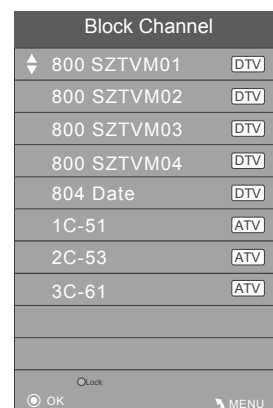 Block Channel
800 SZTVM01 DTV
800 SZTVM02 DTV
800 SZTVM03 DTV
800 SZTVM04 DTV
804 Date DTV
1C-51 ATV
2C-53 ATV
3C-61 ATV
Lock
OK MENU